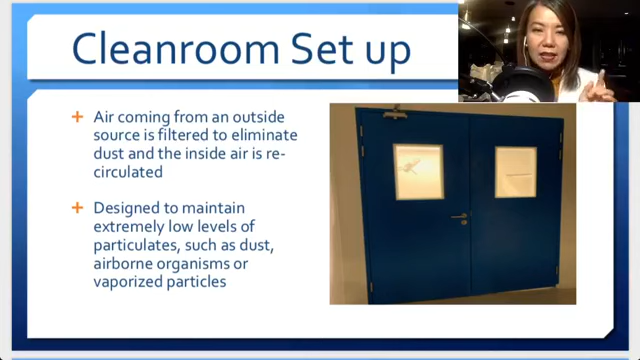 Cleanroom Set up
+ Air coming from an outside
source is filtered to eliminate
dust and the inside air is re-
circulated
+ Designed to maintain
extremely low levels of
particulates, such as dust,
airborne organisms or
vaporized particles